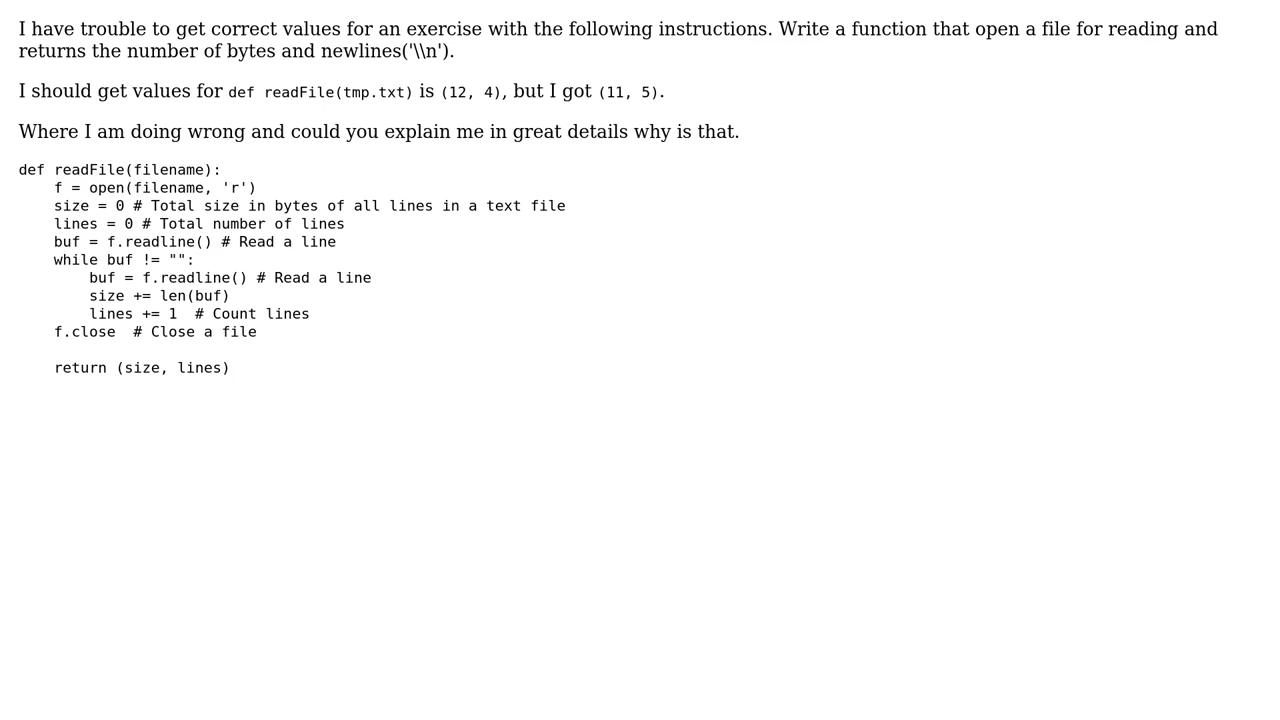 I have trouble to get correct values for an exercise with the following instructions. Write a function that open a file for reading and
returns the number of bytes and newlines('\\n').
I should get values for def readFile(tmp.txt) is (12, 4), but I got (11, 5).
Where I am doing wrong and could you explain me in great details why is that.
def readFile(filename):
    f = open(filename, 'r')
    size = 0 # Total size in bytes of all lines in a text file
    lines = 0 # Total number of lines
    buf = f.readline() # Read a line
    while buf != "":
        buf = f.readline() # Read a line
        size += len(buf)
        lines += 1  # Count lines
    f.close  # Close a file
    return (size, lines)